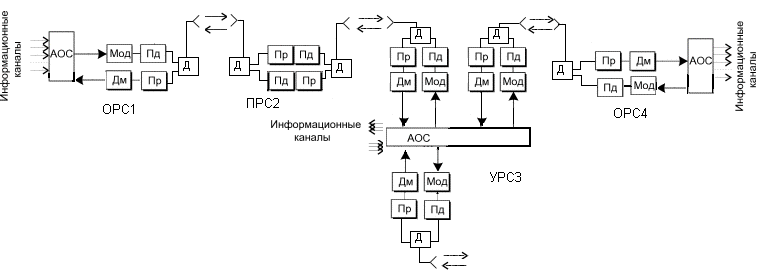 Информационные
каналы
АОС
Мод
Пд
Дм
Пр
Д
ОРС1
Д
Пр
Пд
Пд
Пр
Д
ПРС2
Д
Пр
Пд
Дм
Мод
Д
Пр
Пд
Дм
Мод
Информационные
каналы
АОС
УРС3
Дм
Мод
Пр
Пд
Д
Д
Пр
Дм
Пд
Мод
АОС
ОРС4
Информационные
каналы